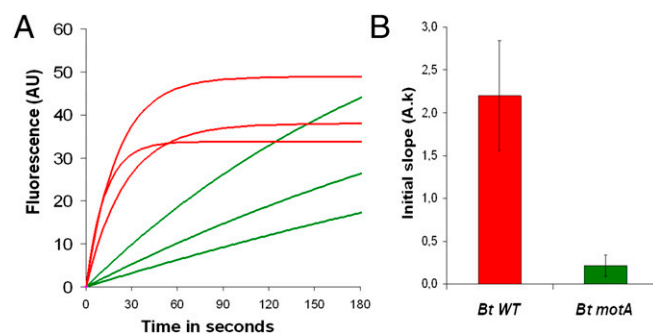 A
60
50
40
30
20
10
0
Fluorescence (AU)
0 30 60 90 120 150 180
Time in seconds
B
3,0
2,5
2,0
1,5
1,0
0,5
0,0
Initial slope (A.k)
Bt WT Bt motA